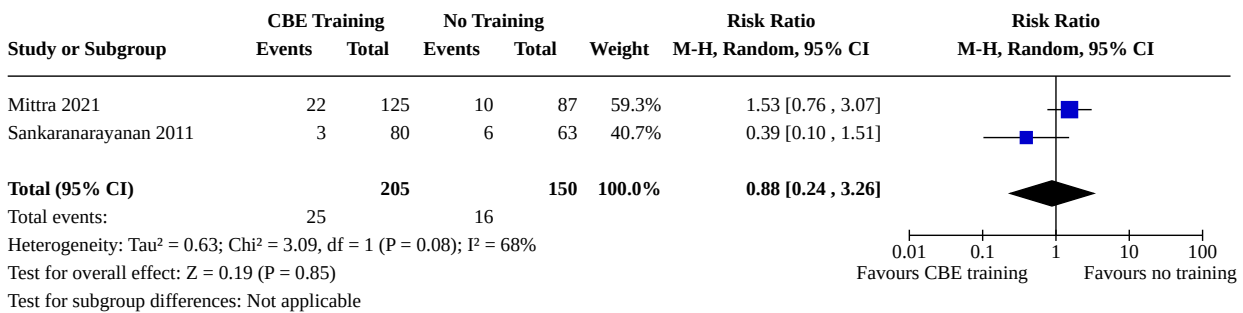 CBE Training No Training Risk Ratio Risk Ratio
Study or Subgroup Events Total Events Total Weight M-H, Random, 95% CI M-H, Random, 95% CI
Mittra 2021 22 125 10 87 59.3% 1.53 [0.76 , 3.07]
Sankaranarayanan 2011 3 80 6 63 40.7% 0.39 [0.10 , 1.51]
Total (95% CI) 205 150 100.0% 0.88 [0.24 , 3.26]
Total events: 25 16
Heterogeneity: Tau² = 0.63; Chi² = 3.09, df = 1 (P = 0.08); I² = 68%
0.01 0.1 1 10 100
Test for overall effect: Z = 0.19 (P = 0.85)
Favours CBE training Favours no training
Test for subgroup differences: Not applicable